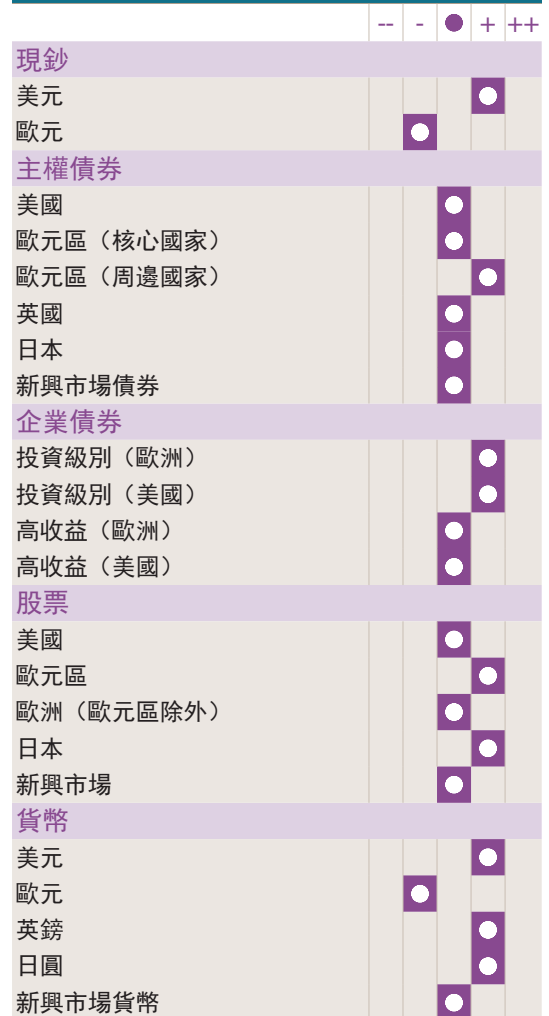 -- - ● + ++
現鈔
美元
歐元
主權債券
美國
歐元區（核心國家）
歐元區（周邊國家）
英國
日本
新興市場債券
企業債券
投資級別（歐洲）
投資級別（美國）
高收益（歐洲）
高收益（美國）
股票
美國
歐元區
歐洲（歐元區除外）
日本
新興市場
貨幣
美元
歐元
英鎊
日圓
新興市場貨幣